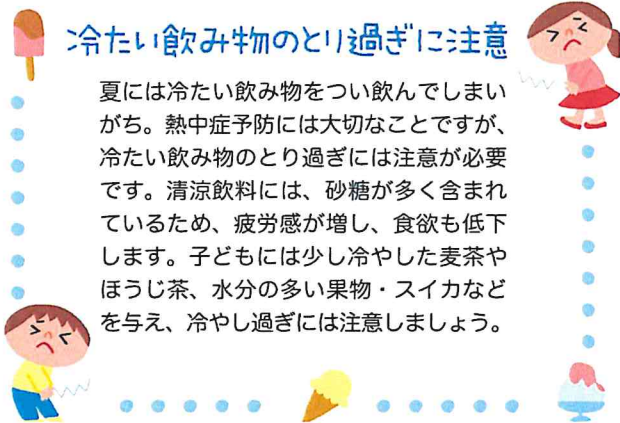 冷たい飲み物のとり過ぎに注意
夏には冷たい飲み物をつい飲んでしまい
がち。熱中症予防には大切なことですが、
冷たい飲み物のとり過ぎには注意が必要
です。清涼飲料には、砂糖が多く含まれ
ているため、疲労感が増し、食欲も低下
します。子どもには少し冷やした麦茶や
ほうじ茶、水分の多い果物・スイカなど
を与え、冷やし過ぎには注意しましょう。